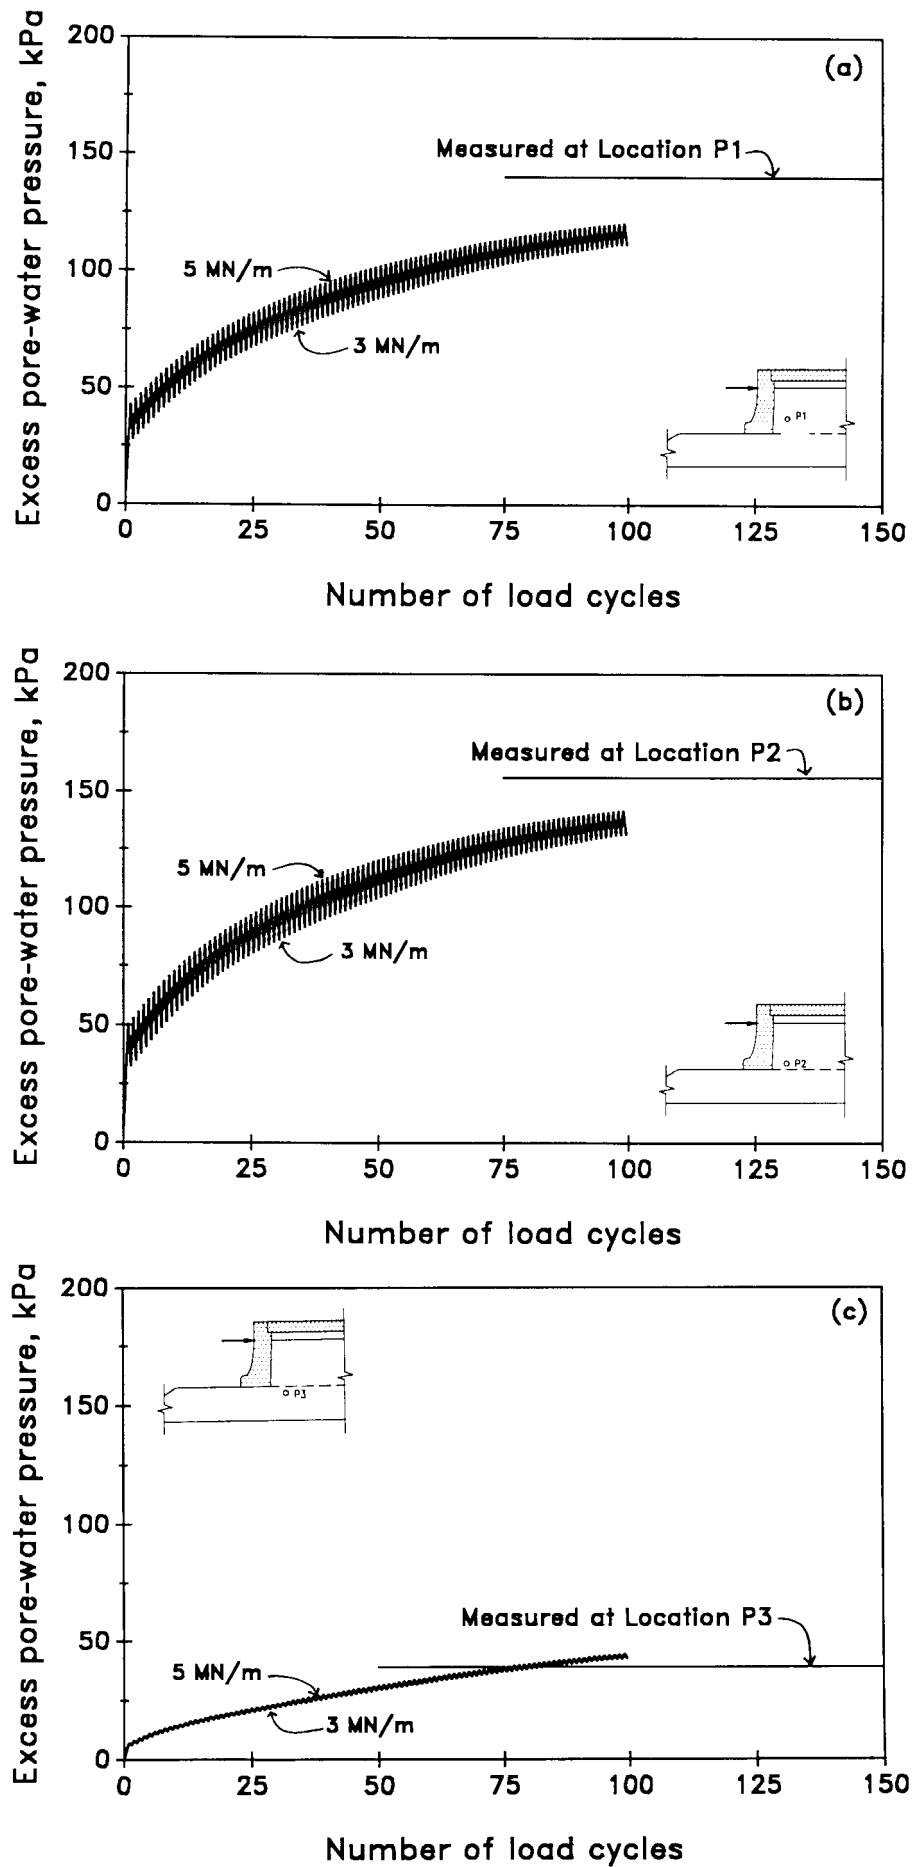 Excess pore-water pressure, kPa
200
150
100
50
0
(a)
Measured at Location P1
5 MN/m
3 MN/m
P1
0 25 50 75 100 125 150
Number of load cycles
Excess pore-water pressure, kPa
200
150
100
50
0
(b)
Measured at Location P2
5 MN/m
3 MN/m
P2
0 25 50 75 100 125 150
Number of load cycles
Excess pore-water pressure, kPa
200
150
100
50
0
(c)
P3
Measured at Location P3
5 MN/m
3 MN/m
0 25 50 75 100 125 150
Number of load cycles